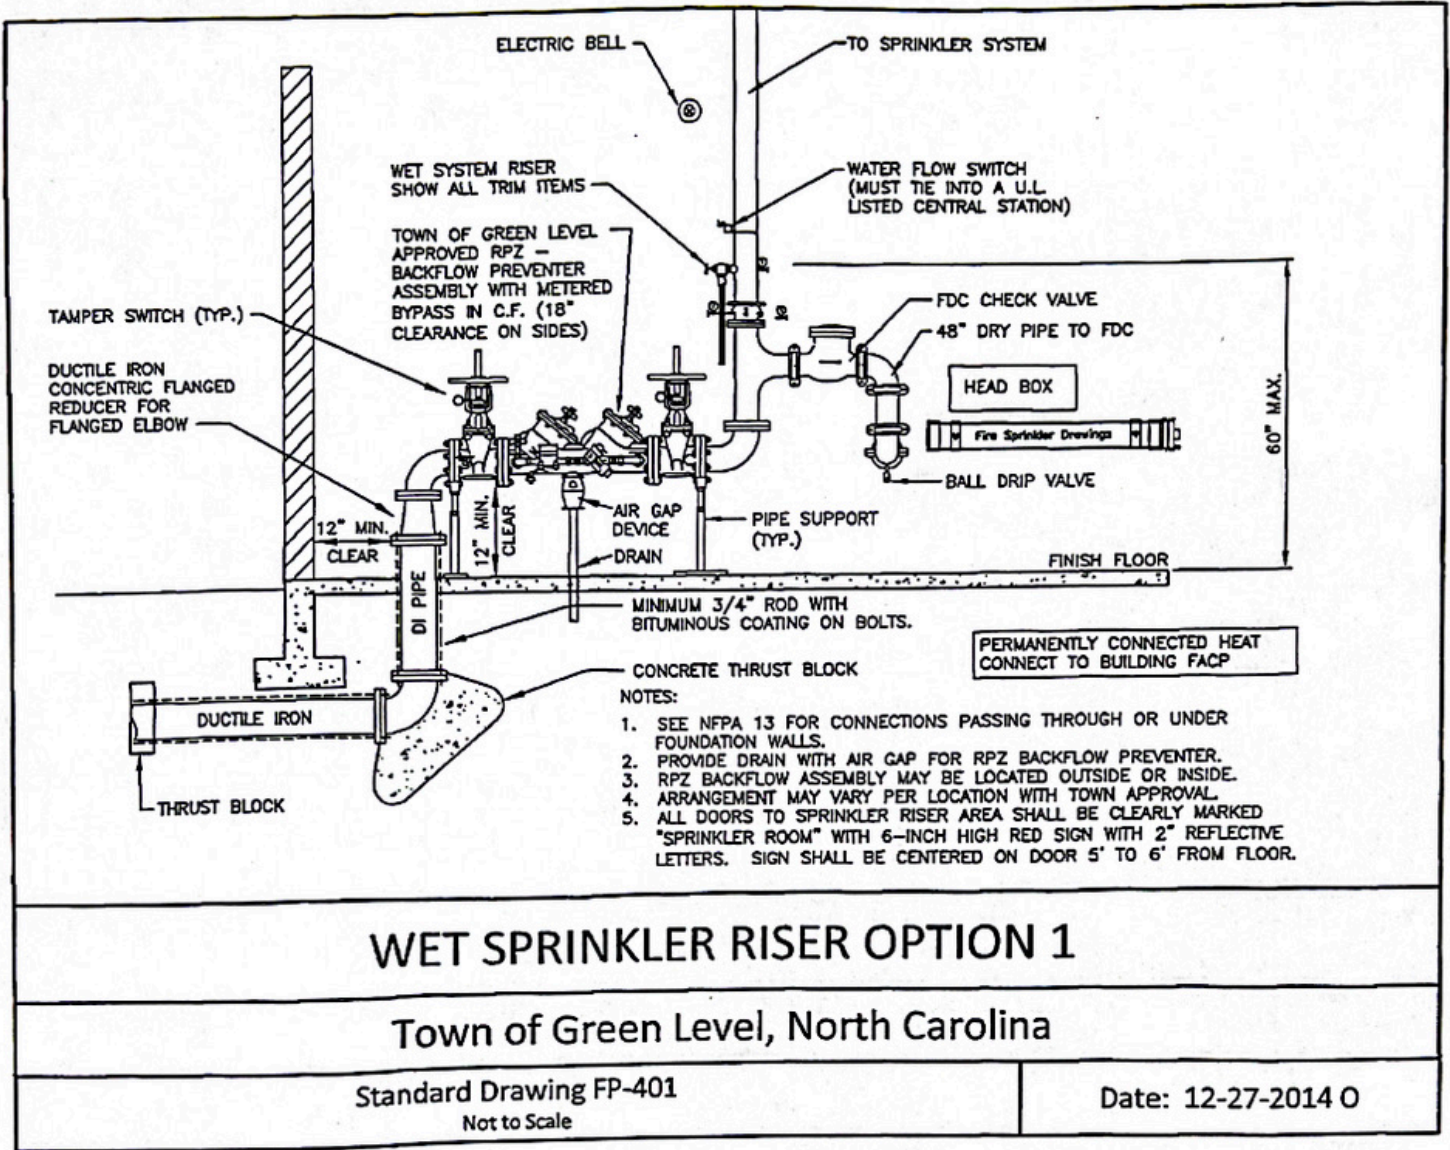 ELECTRIC BELL
TO SPRINKLER SYSTEM
WET SYSTEM RISER
SHOW ALL TRIM ITEMS
WATER FLOW SWITCH
(MUST TIE INTO A U.L.
LISTED CENTRAL STATION)
TOWN OF GREEN LEVEL
APPROVED RPZ –
BACKFLOW PREVENTER
ASSEMBLY WITH METERED
BYPASS IN C.F. (18"
CLEARANCE ON SIDES)
TAMPER SWITCH (TYP.)
FDC CHECK VALVE
48" DRY PIPE TO FDC
DUCTILE IRON
CONCENTRIC FLANGED
REDUCER FOR
FLANGED ELBOW
HEAD BOX
Fire Sprinkler Drawings
60" MAX.
BALL DRIP VALVE
12" MIN.
CLEAR
12" MIN.
CLEAR
AIR GAP
DEVICE
DRAIN
PIPE SUPPORT
(TYP.)
FINISH FLOOR
DI PIPE
MINIMUM 3/4" ROD WITH
BITUMINOUS COATING ON BOLTS.
PERMANENTLY CONNECTED HEAT
CONNECT TO BUILDING FACP
CONCRETE THRUST BLOCK
DUCTILE IRON
THRUST BLOCK
NOTES:
1. SEE NFPA 13 FOR CONNECTIONS PASSING THROUGH OR UNDER
FOUNDATION WALLS.
2. PROVIDE DRAIN WITH AIR GAP FOR RPZ BACKFLOW PREVENTER.
3. RPZ BACKFLOW ASSEMBLY MAY BE LOCATED OUTSIDE OR INSIDE.
4. ARRANGEMENT MAY VARY PER LOCATION WITH TOWN APPROVAL.
5. ALL DOORS TO SPRINKLER RISER AREA SHALL BE CLEARLY MARKED
"SPRINKLER ROOM" WITH 6–INCH HIGH RED SIGN WITH 2" REFLECTIVE
LETTERS. SIGN SHALL BE CENTERED ON DOOR 5' TO 6' FROM FLOOR.
WET SPRINKLER RISER OPTION 1
Town of Green Level, North Carolina
Standard Drawing FP-401
Not to Scale
Date: 12-27-2014 O